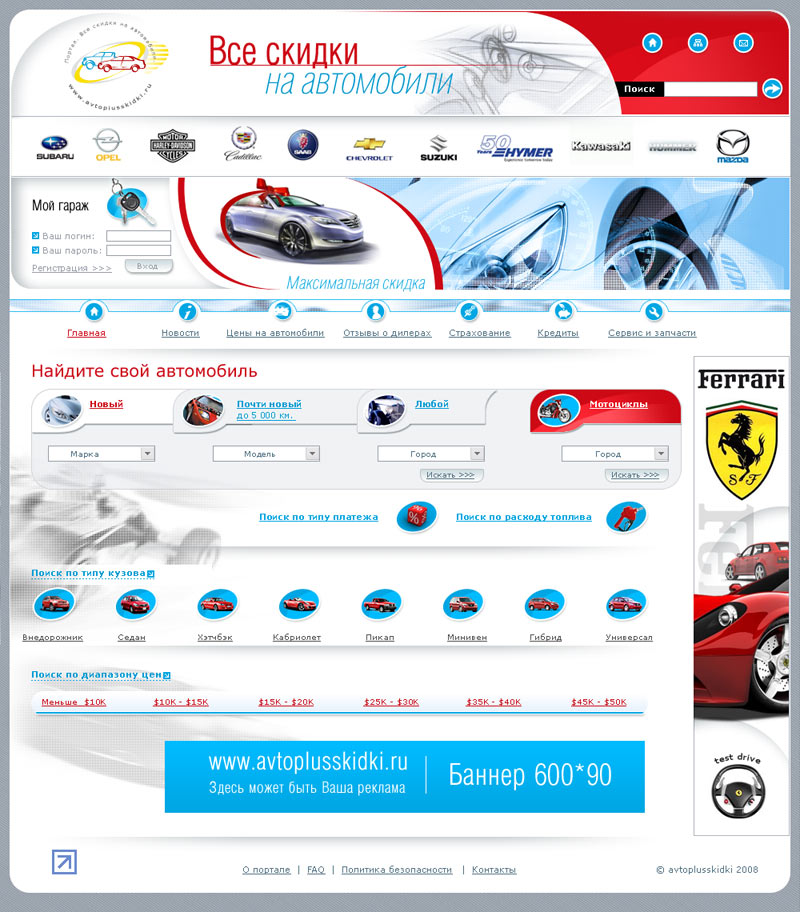 Портал. Все скидки на автомобили
www.avtoplusskidki.ru
Все скидки
на автомобили
Поиск
SUBARU
OPEL
MOTOR
HARLEY-DAVIDSON
Cadillac
SAAB
CHEVROLET
SUZUKI
50 YEARS HYMER
Kawasaki
HUMMER
mazda
Мой гараж
Ваш логин:
Ваш пароль:
Регистрация >>>
Вход
Максимальная скидка
Главная
Новости
Цены на автомобили
Отзывы о дилерах
Страхование
Кредиты
Сервис и запчасти
Найдите свой автомобиль
Новый
Почти новый
до 5 000 км.
Любой
Мотоциклы
Марка
Модель
Город
Город
Искать >>>
Искать >>>
Поиск по типу платежа
Поиск по расходу топлива
Поиск по типу кузова
Внедорожник
Седан
Хэтчбэк
Кабриолет
Пикап
Минивен
Гибрид
Универсал
Поиск по диапазону цен
Меньше $10K
$10K - $15K
$15K - $20K
$25K - $30K
$35K - $40K
$45K - $50K
Ferrari
S F
Fe
test drive
www.avtoplusskidki.ru
Здесь может быть Ваша реклама
Баннер 600*90
О портале | FAQ | Политика безопасности | Контакты
© avtoplusskidki 2008